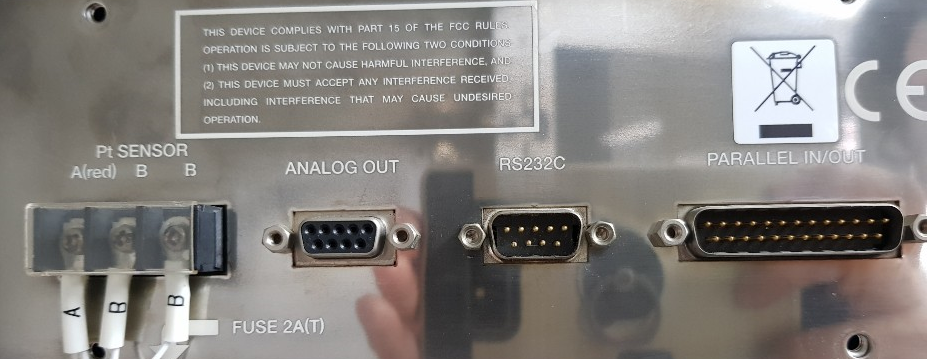 THIS DEVICE COMPLIES WITH PART 15 OF THE FCC RULES.
OPERATION IS SUBJECT TO THE FOLLOWING TWO CONDITIONS
(1) THIS DEVICE MAY NOT CAUSE HARMFUL INTERFERENCE, AND
(2) THIS DEVICE MUST ACCEPT ANY INTERFERENCE RECEIVED,
INCLUDING INTERFERENCE THAT MAY CAUSE UNDESIRED
OPERATION.
CE
Pt SENSOR
A(red) B B
ANALOG OUT
RS232C
PARALLEL IN/OUT
A B B
FUSE 2A(T)